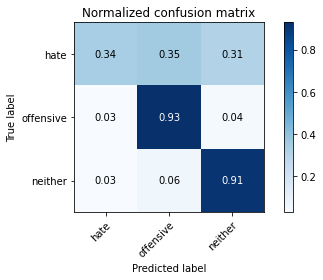 Normalized confusion matrix
hate 0.34 0.35 0.31
offensive 0.03 0.93 0.04
neither 0.03 0.06 0.91
hate offensive neither
True label
Predicted label
0.8
0.6
0.4
0.2